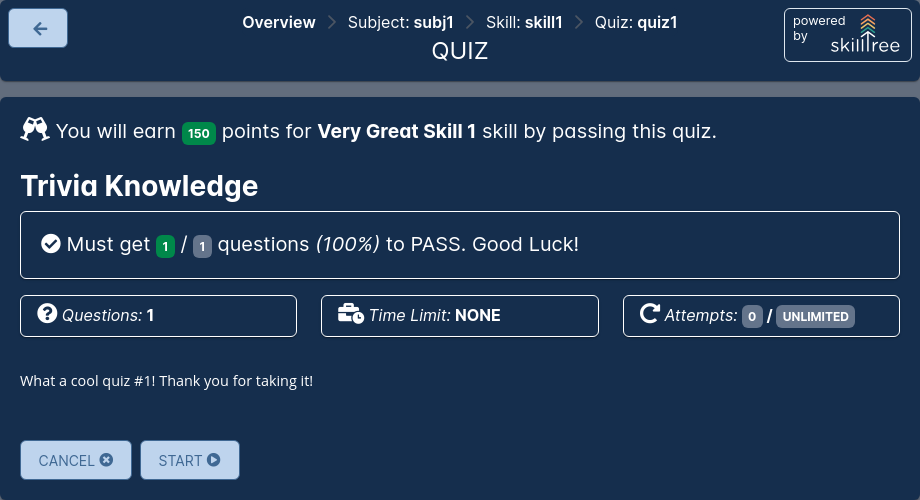 Overview > Subject: subj1 > Skill: skill1 > Quiz: quiz1
QUIZ
powered
by
skilltree
You will earn 150 points for Very Great Skill 1 skill by passing this quiz.
Trivia Knowledge
Must get 1 / 1 questions (100%) to PASS. Good Luck!
Questions: 1
Time Limit: NONE
Attempts: 0 / UNLIMITED
What a cool quiz #1! Thank you for taking it!
CANCEL
START